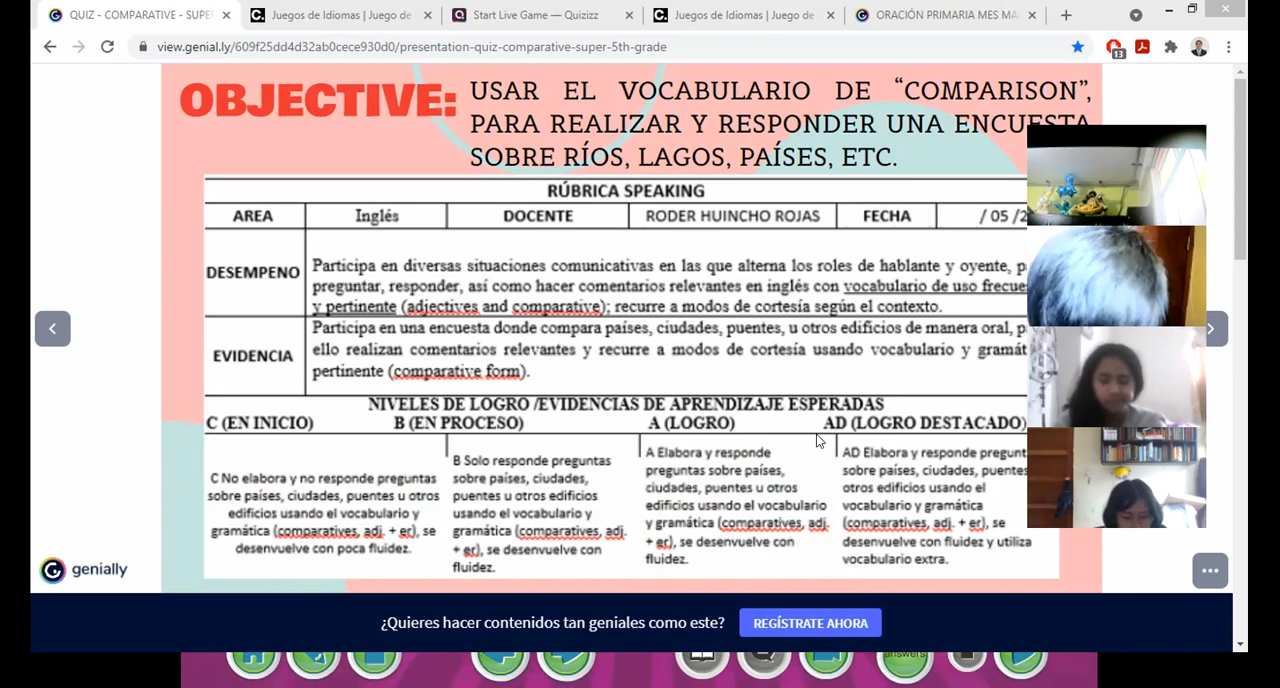 QUIZ - COMPARATIVE - SUPE
Juegos de Idiomas | Juego de
Start Live Game — Quizizz
Juegos de Idiomas | Juego de
ORACIÓN PRIMARIA MES MA
view.genial.ly/609f25dd4d32ab0cece930d0/presentation-quiz-comparative-super-5th-grade
13
OBJECTIVE:
USAR EL VOCABULARIO DE “COMPARISON”,
PARA REALIZAR Y RESPONDER UNA ENCUESTA
SOBRE RÍOS, LAGOS, PAÍSES, ETC.
RÚBRICA SPEAKING
AREA Inglés DOCENTE RODER HUINCHO ROJAS FECHA / 05 /2
DESEMPEÑO
Participa en diversas situaciones comunicativas en las que alterna los roles de hablante y oyente, p
preguntar, responder, así como hacer comentarios relevantes en inglés con vocabulario de uso frecue
y pertinente (adjectives and comparative); recurre a modos de cortesía según el contexto.
EVIDENCIA
Participa en una encuesta donde compara países, ciudades, puentes, u otros edificios de manera oral, p
ello realizan comentarios relevantes y recurre a modos de cortesía usando vocabulario y gramát
pertinente (comparative form).
NIVELES DE LOGRO /EVIDENCIAS DE APRENDIZAJE ESPERADAS
C (EN INICIO) B (EN PROCESO) A (LOGRO) AD (LOGRO DESTACADO)
C No elabora y no responde preguntas
sobre países, ciudades, puentes u otros
edificios usando el vocabulario y
gramática (comparatives, adj. + er), se
desenvuelve con poca fluidez.
B Solo responde preguntas
sobre países, ciudades,
puentes u otros edificios
usando el vocabulario y
gramática (comparatives, adj.
+ er), se desenvuelve con
fluidez.
A Elabora y responde
preguntas sobre países,
ciudades, puentes u otros
edificios usando el vocabulario
y gramática (comparatives, adj.
+ er), se desenvuelve con
fluidez.
AD Elabora y responde pregunt
sobre países, ciudades, puentes
otros edificios usando el
vocabulario y gramática
(comparatives, adj. + er), se
desenvuelve con fluidez y utiliza
vocabulario extra.
genially
¿Quieres hacer contenidos tan geniales como este?
REGÍSTRATE AHORA
answers